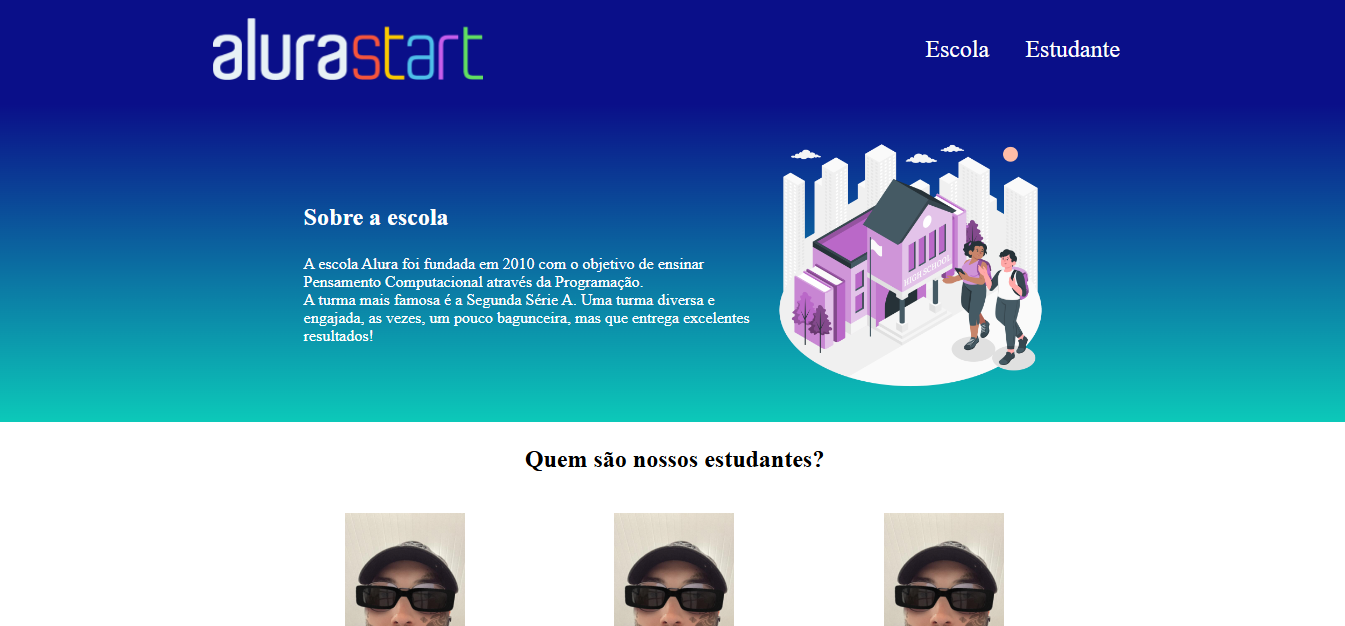 alurastart
Escola Estudante
Sobre a escola
A escola Alura foi fundada em 2010 com o objetivo de ensinar
Pensamento Computacional através da Programação.
A turma mais famosa é a Segunda Série A. Uma turma diversa e
engajada, as vezes, um pouco bagunceira, mas que entrega excelentes
resultados!
HIGH SCHOOL
Quem são nossos estudantes?